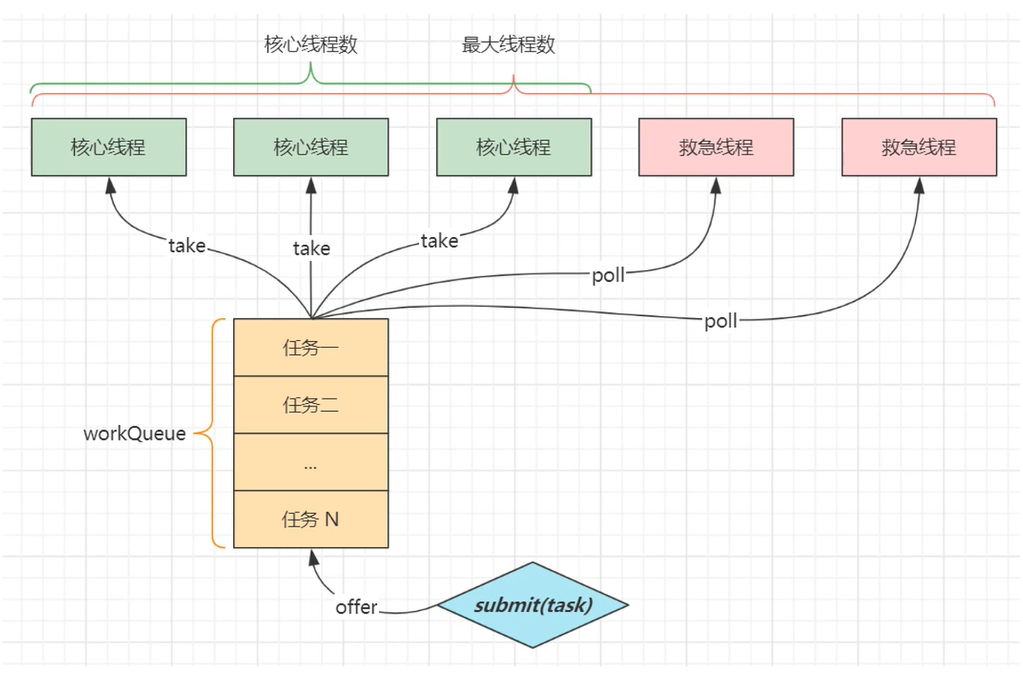 核心线程数
最大线程数
核心线程
核心线程
核心线程
救急线程
救急线程
take
take
take
poll
poll
任务一
任务二
workQueue
...
任务 N
offer
submit(task)